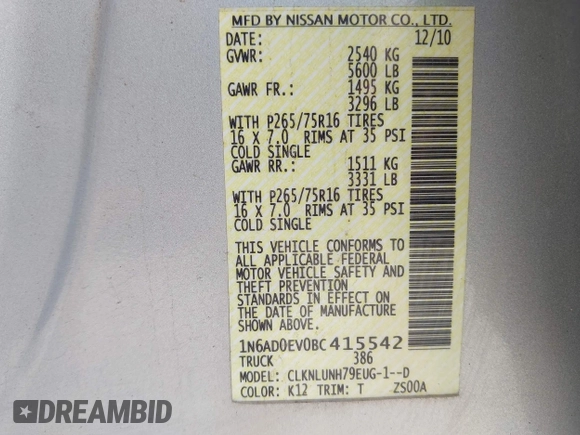 MFD BY NISSAN MOTOR CO., LTD.
DATE: 12/10
GVWR: 2540 KG
5600 LB
GAWR FR.: 1495 KG
3296 LB
WITH P265/75R16 TIRES
16 X 7.0 RIMS AT 35 PSI
COLD SINGLE
GAWR RR.: 1511 KG
3331 LB
WITH P265/75R16 TIRES
16 X 7.0 RIMS AT 35 PSI
COLD SINGLE
THIS VEHICLE CONFORMS TO
ALL APPLICABLE FEDERAL
MOTOR VEHICLE SAFETY AND
THEFT PREVENTION
STANDARDS IN EFFECT ON
THE DATE OF MANUFACTURE
SHOWN ABOVE.
1N6AD0EV0BC415542
TRUCK 386
MODEL: CLKNLUNH79EUG-1--D
COLOR: K12 TRIM: T ZS00A
DREAMBID